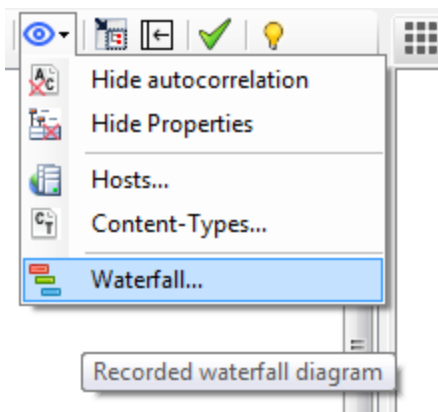 Hide autocorrelation
Hide Properties
Hosts...
Content-Types...
Waterfall...
Recorded waterfall diagram